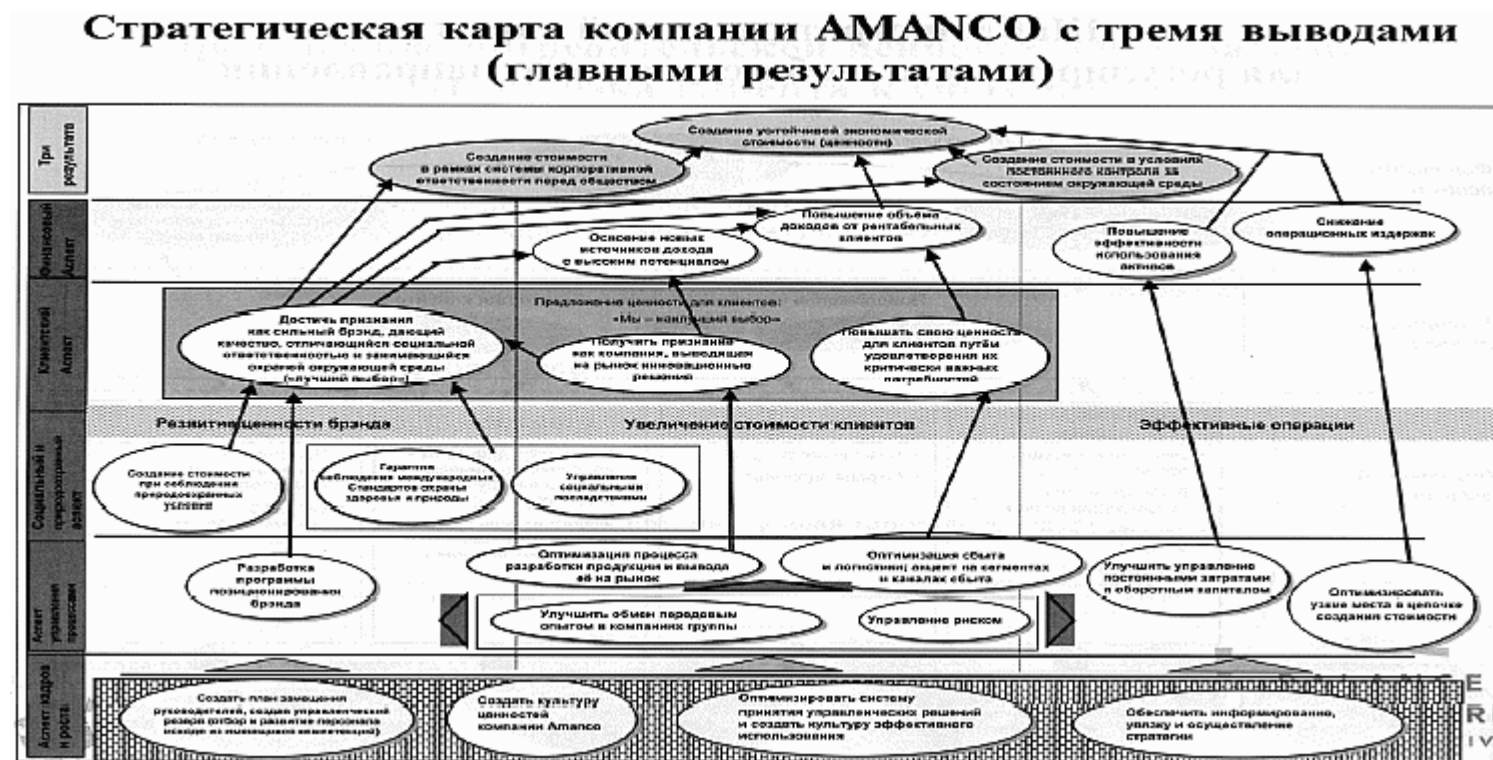 Стратегическая карта компании AMANCO с тремя выводами
(главными результатами)
Три
результата
Создание устойчивой экономической
стоимости (ценности)
Создание стоимости
в рамках системы корпоративной
ответственности перед обществом
Создание стоимости в условиях
постоянного контроля за
состоянием окружающей среды
Финансовый
Аспект
Повышение объёма
доходов от рентабельных
клиентов
Основение новых
источников дохода
с высоким потенциалом
Повышение
эффективности
использования
активов
Снижение
операционных издержек
Клиентский
Аспект
Предложение ценности для клиентов:
«Мы – наилучший выбор»
Достичь признания
как сильный брэнд, дающий
качество, отличающийся социальной
ответственностью и занимающийся
охраной окружающей среды
(«лучший выбор»)
Получить признание
как компания, выводящая
на рынок инновационные
решения
Повышать свою ценность
для клиентов путём
удовлетворения их
критически важных
потребностей
Развитие ценности брэнда
Увеличение стоимости клиентов
Эффективные операции
Социальный и
природоохранный
аспект
Создание стоимости
при соблюдении
природоохранных
условий
Гарантия
соблюдения международных
Стандартов охраны
здоровья и природы
Управление
социальными
последствиями
Аспект
управления
процессами
Разработка
программы
позиционирования
брэнда
Оптимизация процесса
разработки продукции и вывода
её на рынок
Оптимизация сбыта
и логистики; акцент на сегментах
и каналах сбыта
Улучшить управление
постоянными затратами
и оборотным капиталом
Оптимизировать
узкие места в цепочке
создания стоимости
Улучшить обмен передовым
опытом в компаниях группы
Управление риском
Аспект кадров
и роста
Создать план замещения
руководителей, создав управленческий
резерв (отбор и развитие персонала
исходя из имеющихся компетенций)
Создать культуру
ценностей
компании Amanco
Оптимизировать систему
принятия управленческих решений
и создать культуру эффективного
использования
Обеспечить информирование,
увязку и осуществление
стратегии